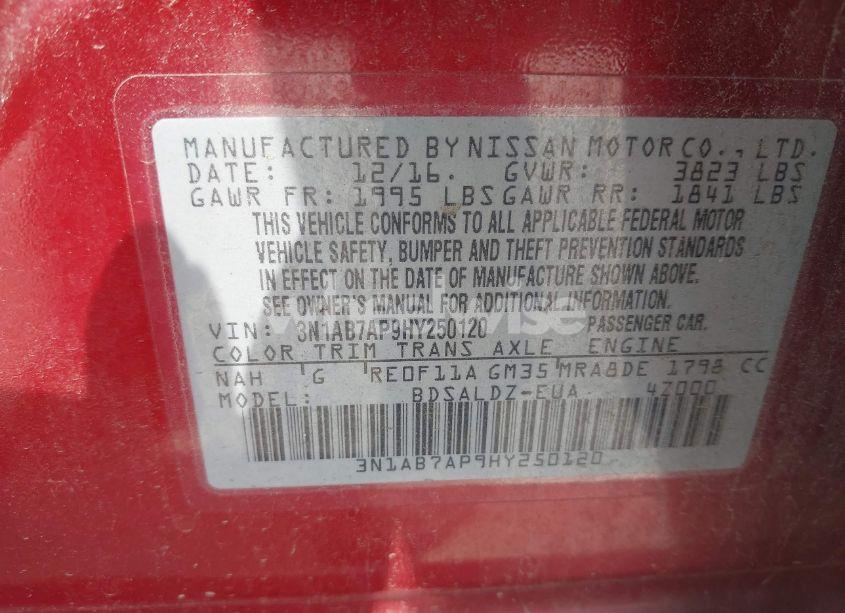 MANUFACTURED BY NISSAN MOTOR CO., LTD.
DATE: 12/16. GVWR: 3823 LBS
GAWR FR: 1995 LBS GAWR RR: 1841 LBS
THIS VEHICLE CONFORMS TO ALL APPLICABLE FEDERAL MOTOR
VEHICLE SAFETY, BUMPER AND THEFT PREVENTION STANDARDS
IN EFFECT ON THE DATE OF MANUFACTURE SHOWN ABOVE.
SEE OWNER'S MANUAL FOR ADDITIONAL INFORMATION.
VIN: 3N1AB7AP9HY250120 PASSENGER CAR.
COLOR TRIM TRANS AXLE ENGINE
NAH G RE0F11A GM35 MRA8DE 1798 CC
MODEL: BDSALDZ-EUA 4Z000
3N1AB7AP9HY250120